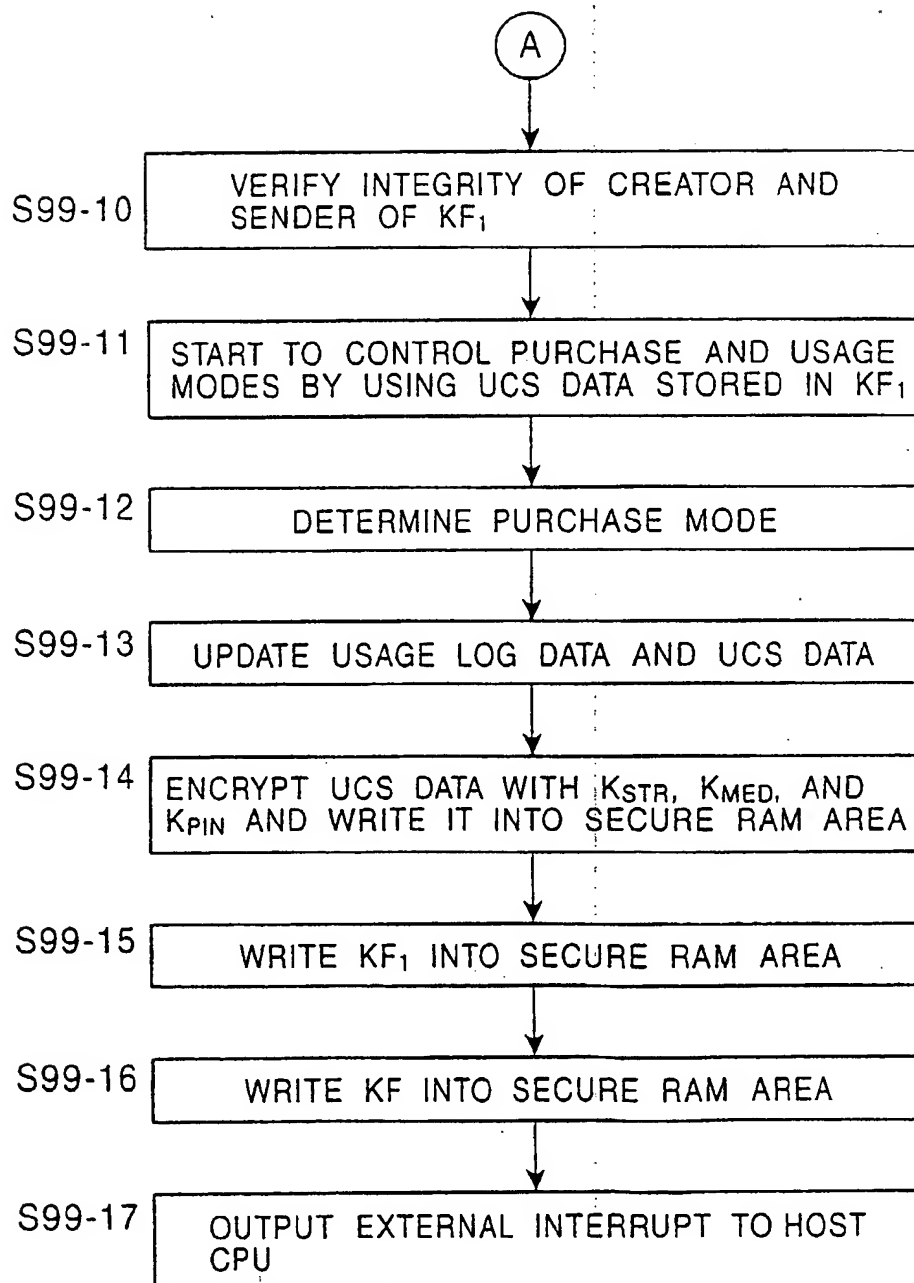 A
S99-10
VERIFY INTEGRITY OF CREATOR AND
SENDER OF KF₁
S99-11
START TO CONTROL PURCHASE AND USAGE
MODES BY USING UCS DATA STORED IN KF₁
S99-12
DETERMINE PURCHASE MODE
S99-13
UPDATE USAGE LOG DATA AND UCS DATA
S99-14
ENCRYPT UCS DATA WITH KSTR, KMED, AND
KPIN AND WRITE IT INTO SECURE RAM AREA
S99-15
WRITE KF₁ INTO SECURE RAM AREA
S99-16
WRITE KF INTO SECURE RAM AREA
S99-17
OUTPUT EXTERNAL INTERRUPT TO HOST
CPU